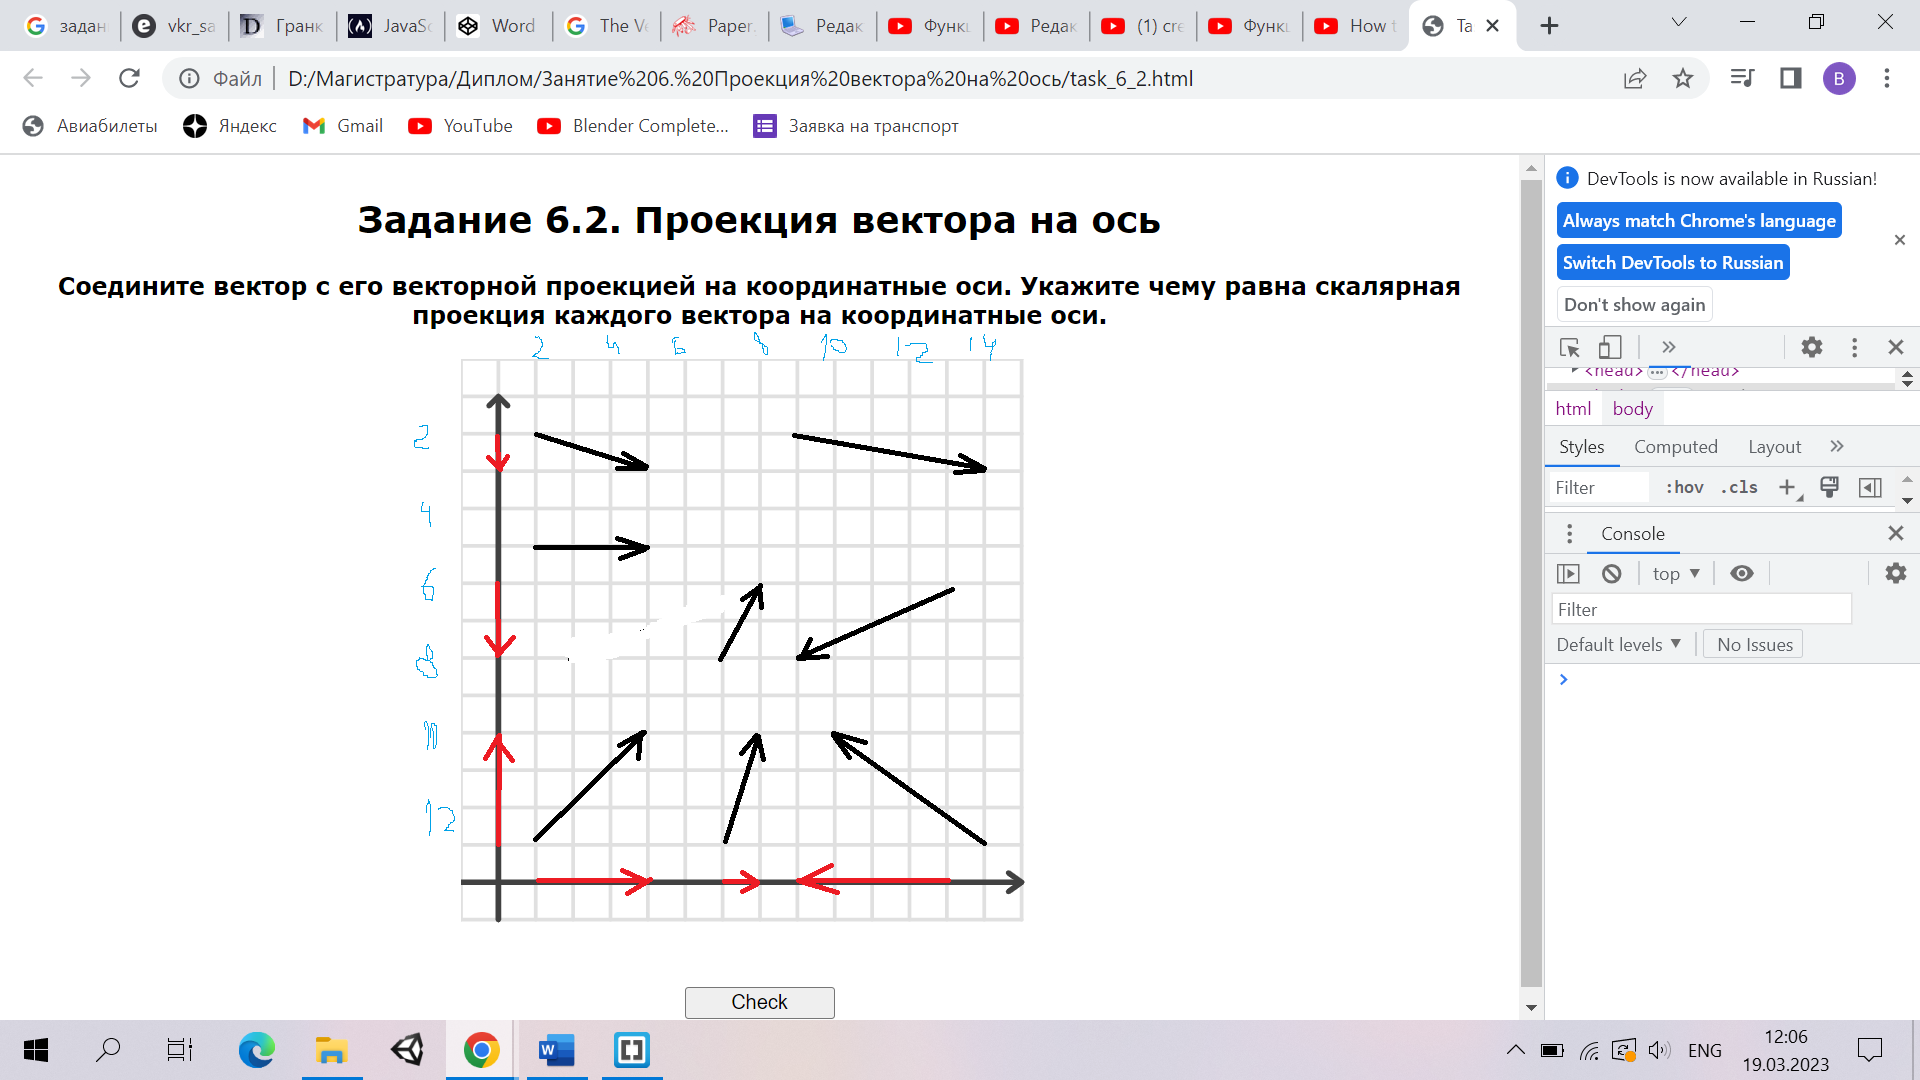 задан
vkr_sa
Гранк
JavaSc
Word
The Ve
Paper.
Редак
Функц
Редак
(1) cre
Функц
How t
Ta
Файл
D:/Магистратура/Диплом/Занятие%206.%20Проекция%20вектора%20на%20ось/task_6_2.html
B
Авиабилеты
Яндекс
Gmail
YouTube
Blender Complete...
Заявка на транспорт
Задание 6.2. Проекция вектора на ось
Соедините вектор с его векторной проекцией на координатные оси. Укажите чему равна скалярная
проекция каждого вектора на координатные оси.
2 4 6 8 10 12 14
2
4
6
8
10
12
Check
DevTools is now available in Russian!
Always match Chrome's language
Switch DevTools to Russian
Don't show again
<head> ... </head>
html body
Styles Computed Layout
Filter :hov .cls
Console
top
Filter
Default levels No Issues
ENG
12:06
19.03.2023